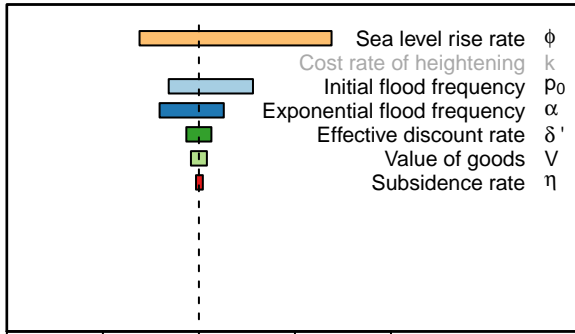 Sea level rise rate ϕ
Cost rate of heightening k
Initial flood frequency p₀
Exponential flood frequency α
Effective discount rate δ '
Value of goods V
Subsidence rate η